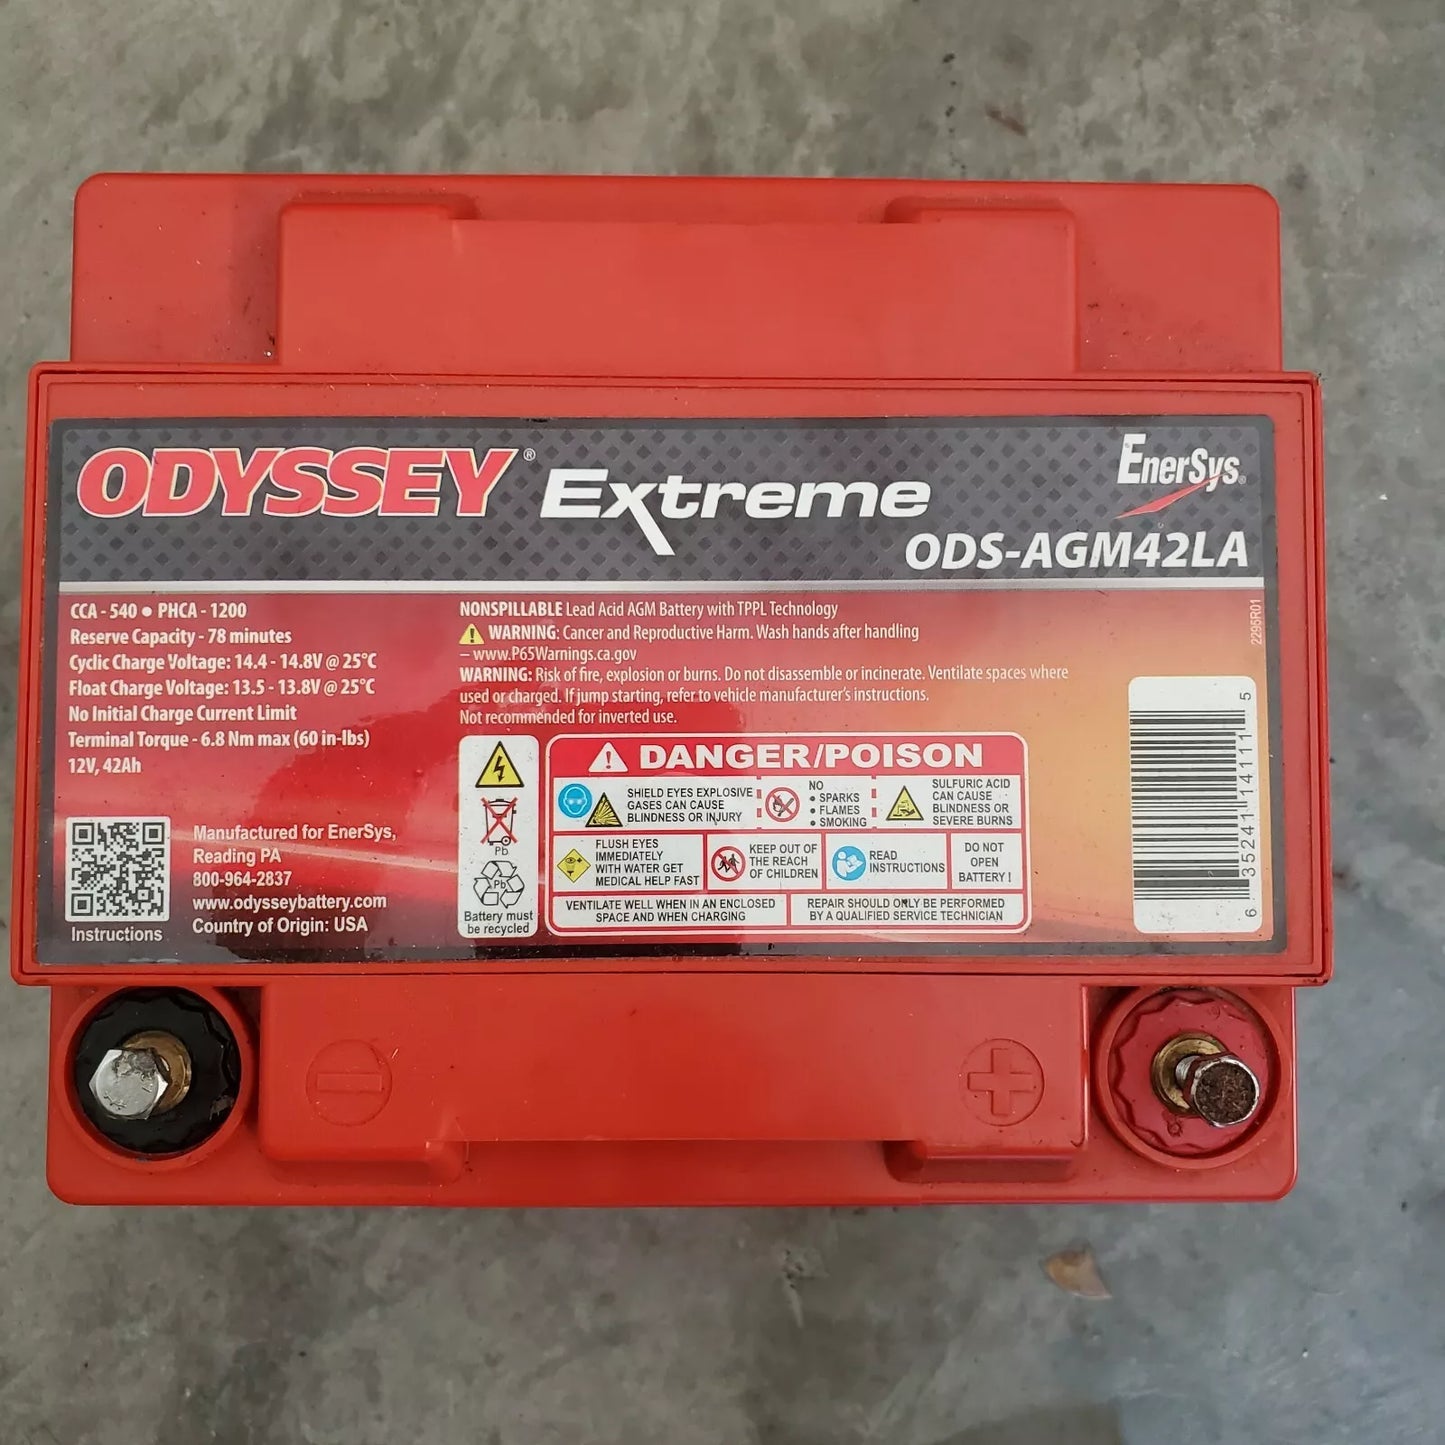 ODYSSEY® Extreme
EnerSys®
ODS-AGM42LA
CCA - 540 ● PHCA - 1200
Reserve Capacity - 78 minutes
Cyclic Charge Voltage: 14.4 - 14.8V @ 25°C
Float Charge Voltage: 13.5 - 13.8V @ 25°C
No Initial Charge Current Limit
Terminal Torque - 6.8 Nm max (60 in-lbs)
12V, 42Ah
NONSPILLABLE Lead Acid AGM Battery with TPPL Technology
WARNING: Cancer and Reproductive Harm. Wash hands after handling
– www.P65Warnings.ca.gov
WARNING: Risk of fire, explosion or burns. Do not disassemble or incinerate. Ventilate spaces where
used or charged. If jump starting, refer to vehicle manufacturer's instructions.
Not recommended for inverted use.
2295R01
Instructions
Manufactured for EnerSys,
Reading PA
800-964-2837
www.odysseybattery.com
Country of Origin: USA
Pb
Pb
Battery must
be recycled
DANGER/POISON
SHIELD EYES EXPLOSIVE
GASES CAN CAUSE
BLINDNESS OR INJURY
NO
• SPARKS
• FLAMES
• SMOKING
SULFURIC ACID
CAN CAUSE
BLINDNESS OR
SEVERE BURNS
FLUSH EYES
IMMEDIATELY
WITH WATER GET
MEDICAL HELP FAST
KEEP OUT OF
THE REACH
OF CHILDREN
READ
INSTRUCTIONS
DO NOT
OPEN
BATTERY !
VENTILATE WELL WHEN IN AN ENCLOSED
SPACE AND WHEN CHARGING
REPAIR SHOULD ONLY BE PERFORMED
BY A QUALIFIED SERVICE TECHNICIAN
6 35241 14111 5